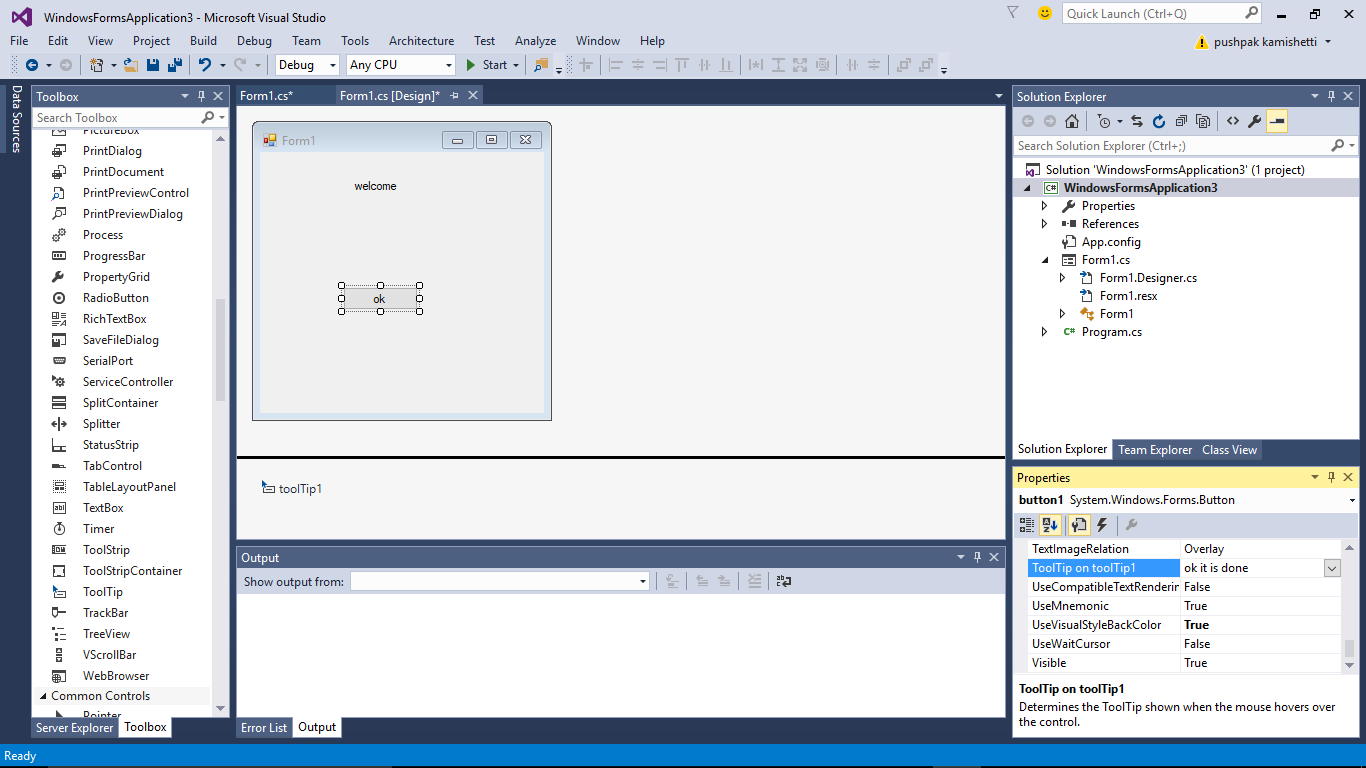 WindowsFormsApplication3 - Microsoft Visual Studio
Quick Launch (Ctrl+Q)
File Edit View Project Build Debug Team Tools Architecture Test Analyze Window Help
pushpak kamishetti
Debug Any CPU Start
Data Sources
Toolbox
Search Toolbox
PictureBox
PrintDialog
PrintDocument
PrintPreviewControl
PrintPreviewDialog
Process
ProgressBar
PropertyGrid
RadioButton
RichTextBox
SaveFileDialog
SerialPort
ServiceController
SplitContainer
Splitter
StatusStrip
TabControl
TableLayoutPanel
TextBox
Timer
ToolStrip
ToolStripContainer
ToolTip
TrackBar
TreeView
VScrollBar
WebBrowser
Common Controls
Pointer
Server Explorer Toolbox
Form1.cs* Form1.cs [Design]*
Form1
welcome
ok
toolTip1
Output
Show output from:
Error List Output
Solution Explorer
Search Solution Explorer (Ctrl+;)
Solution 'WindowsFormsApplication3' (1 project)
C# WindowsFormsApplication3
Properties
References
App.config
Form1.cs
Form1.Designer.cs
Form1.resx
Form1
C# Program.cs
Solution Explorer Team Explorer Class View
Properties
button1 System.Windows.Forms.Button
TextImageRelation Overlay
ToolTip on toolTip1 ok it is done
UseCompatibleTextRenderin False
UseMnemonic True
UseVisualStyleBackColor True
UseWaitCursor False
Visible True
ToolTip on toolTip1
Determines the ToolTip shown when the mouse hovers over
the control.
Ready